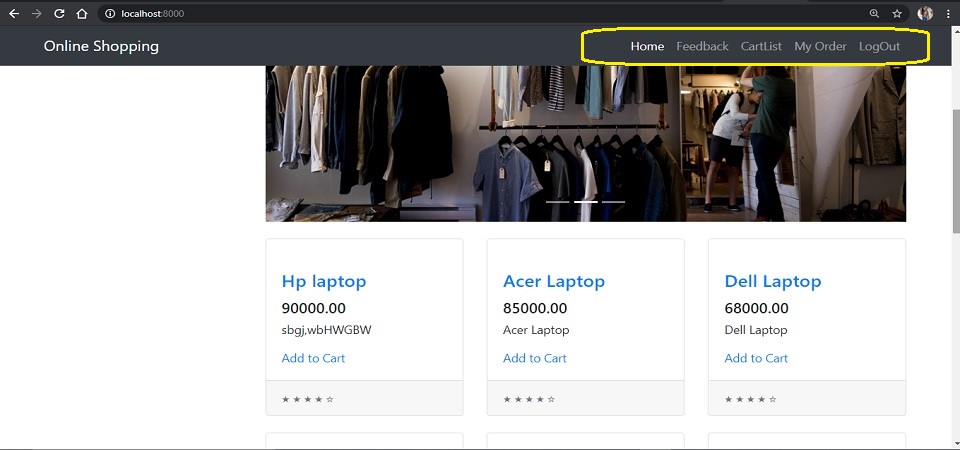 localhost:8000
Online Shopping
Home Feedback CartList My Order LogOut
Hp laptop
90000.00
sbgj,wbHWGBW
Add to Cart
★ ★ ★ ★ ☆
Acer Laptop
85000.00
Acer Laptop
Add to Cart
★ ★ ★ ★ ☆
Dell Laptop
68000.00
Dell Laptop
Add to Cart
★ ★ ★ ★ ☆